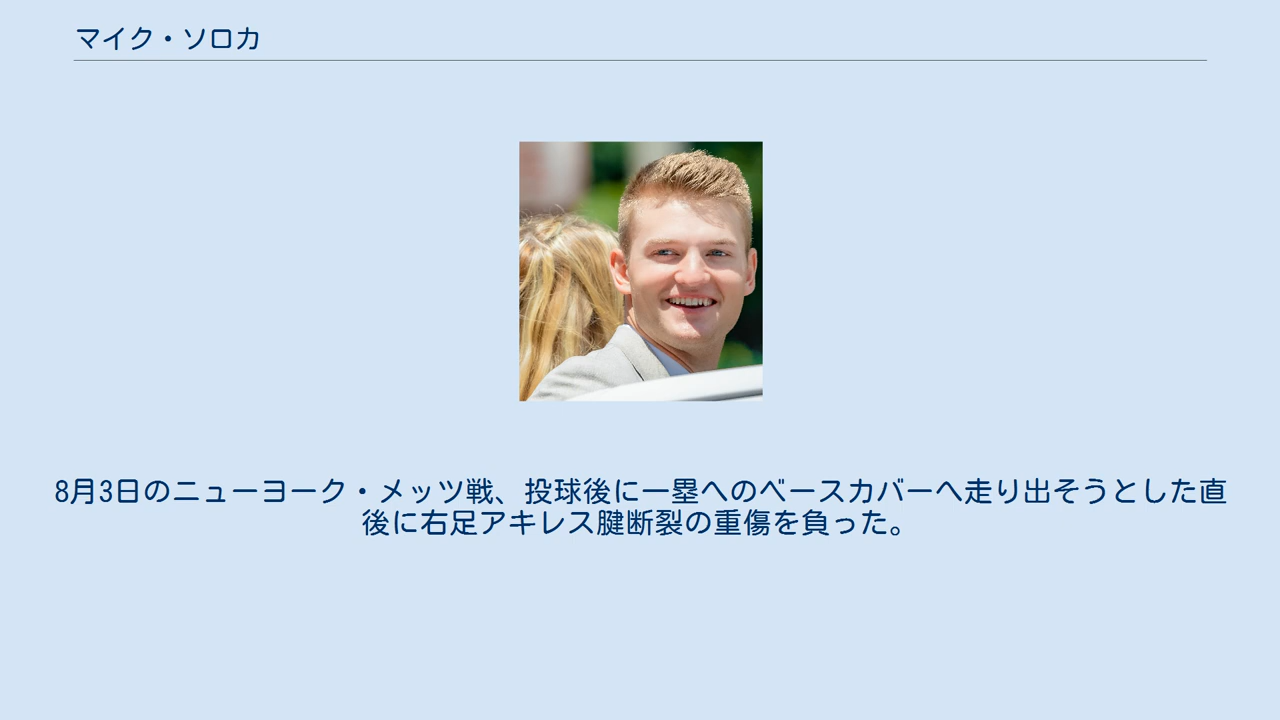 マイク・ソロカ
8月3日のニューヨーク・メッツ戦、投球後に一塁へのベースカバーへ走り出そうとした直
後に右足アキレス腱断裂の重傷を負った。